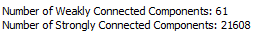 Number of Weakly Connected Components: 61
Number of Strongly Connected Components: 21608